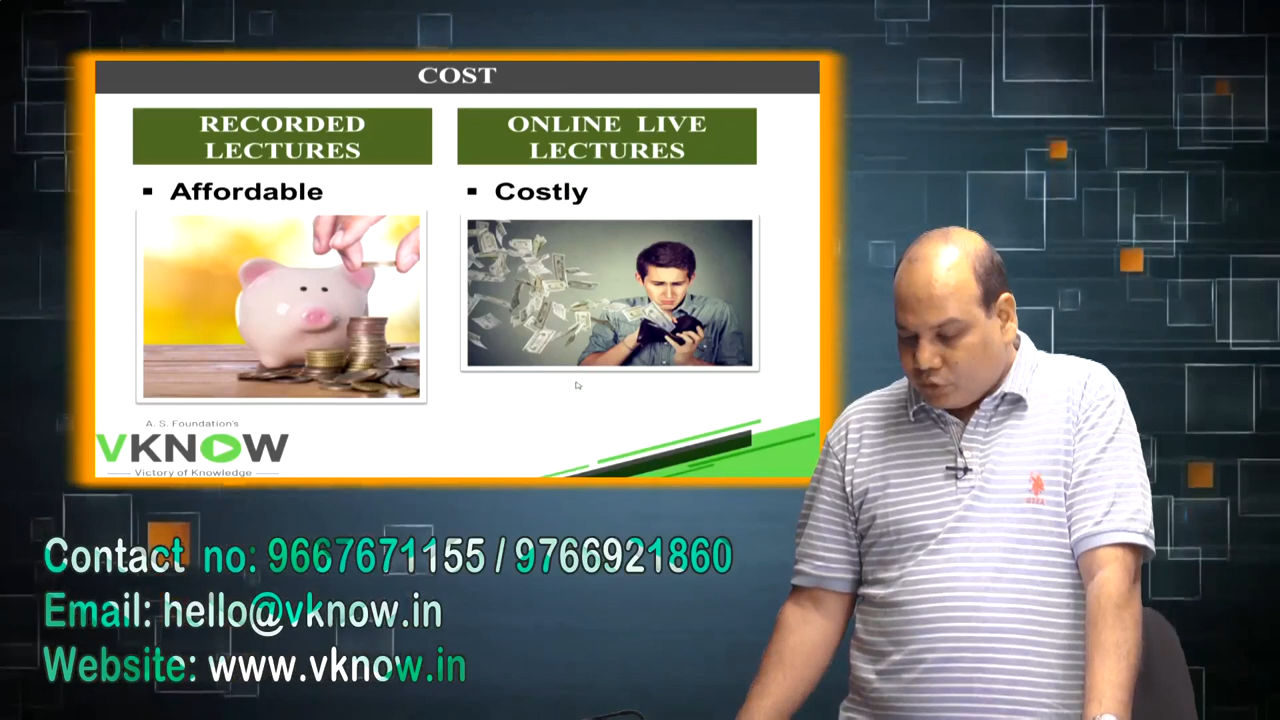 COST
RECORDED
LECTURES
▪ Affordable
ONLINE LIVE
LECTURES
▪ Costly
A. S. Foundation's
VKNOW
Victory of Knowledge
Contact no: 9667671155 / 9766921860
Email: hello@vknow.in
Website: www.vknow.in